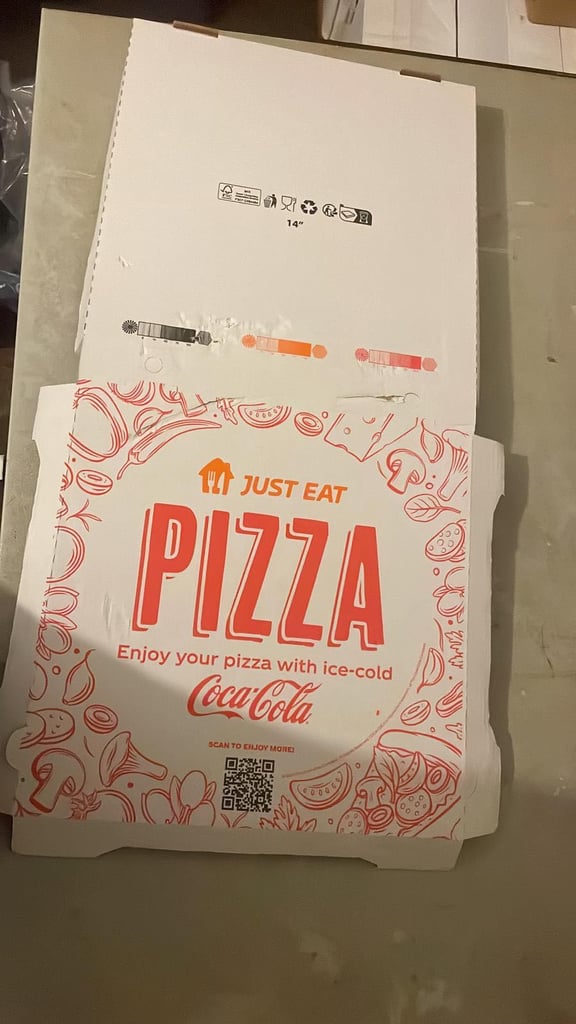 14"
JUST EAT
PIZZA
Enjoy your pizza with ice-cold
Coca-Cola
SCAN TO ENJOY MORE!